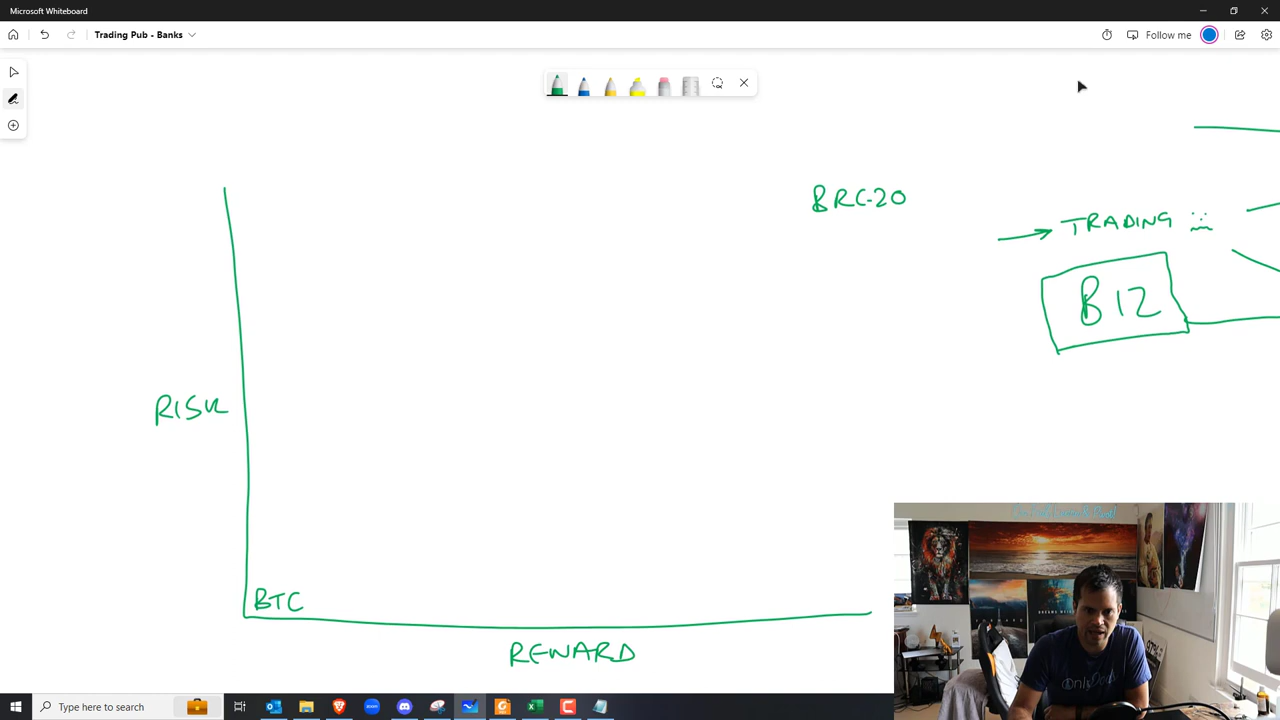 Microsoft Whiteboard
Trading Pub - Banks
Follow me
BRC-20
→ TRADING
B12
RISK
BTC
REWARD
Type here to search